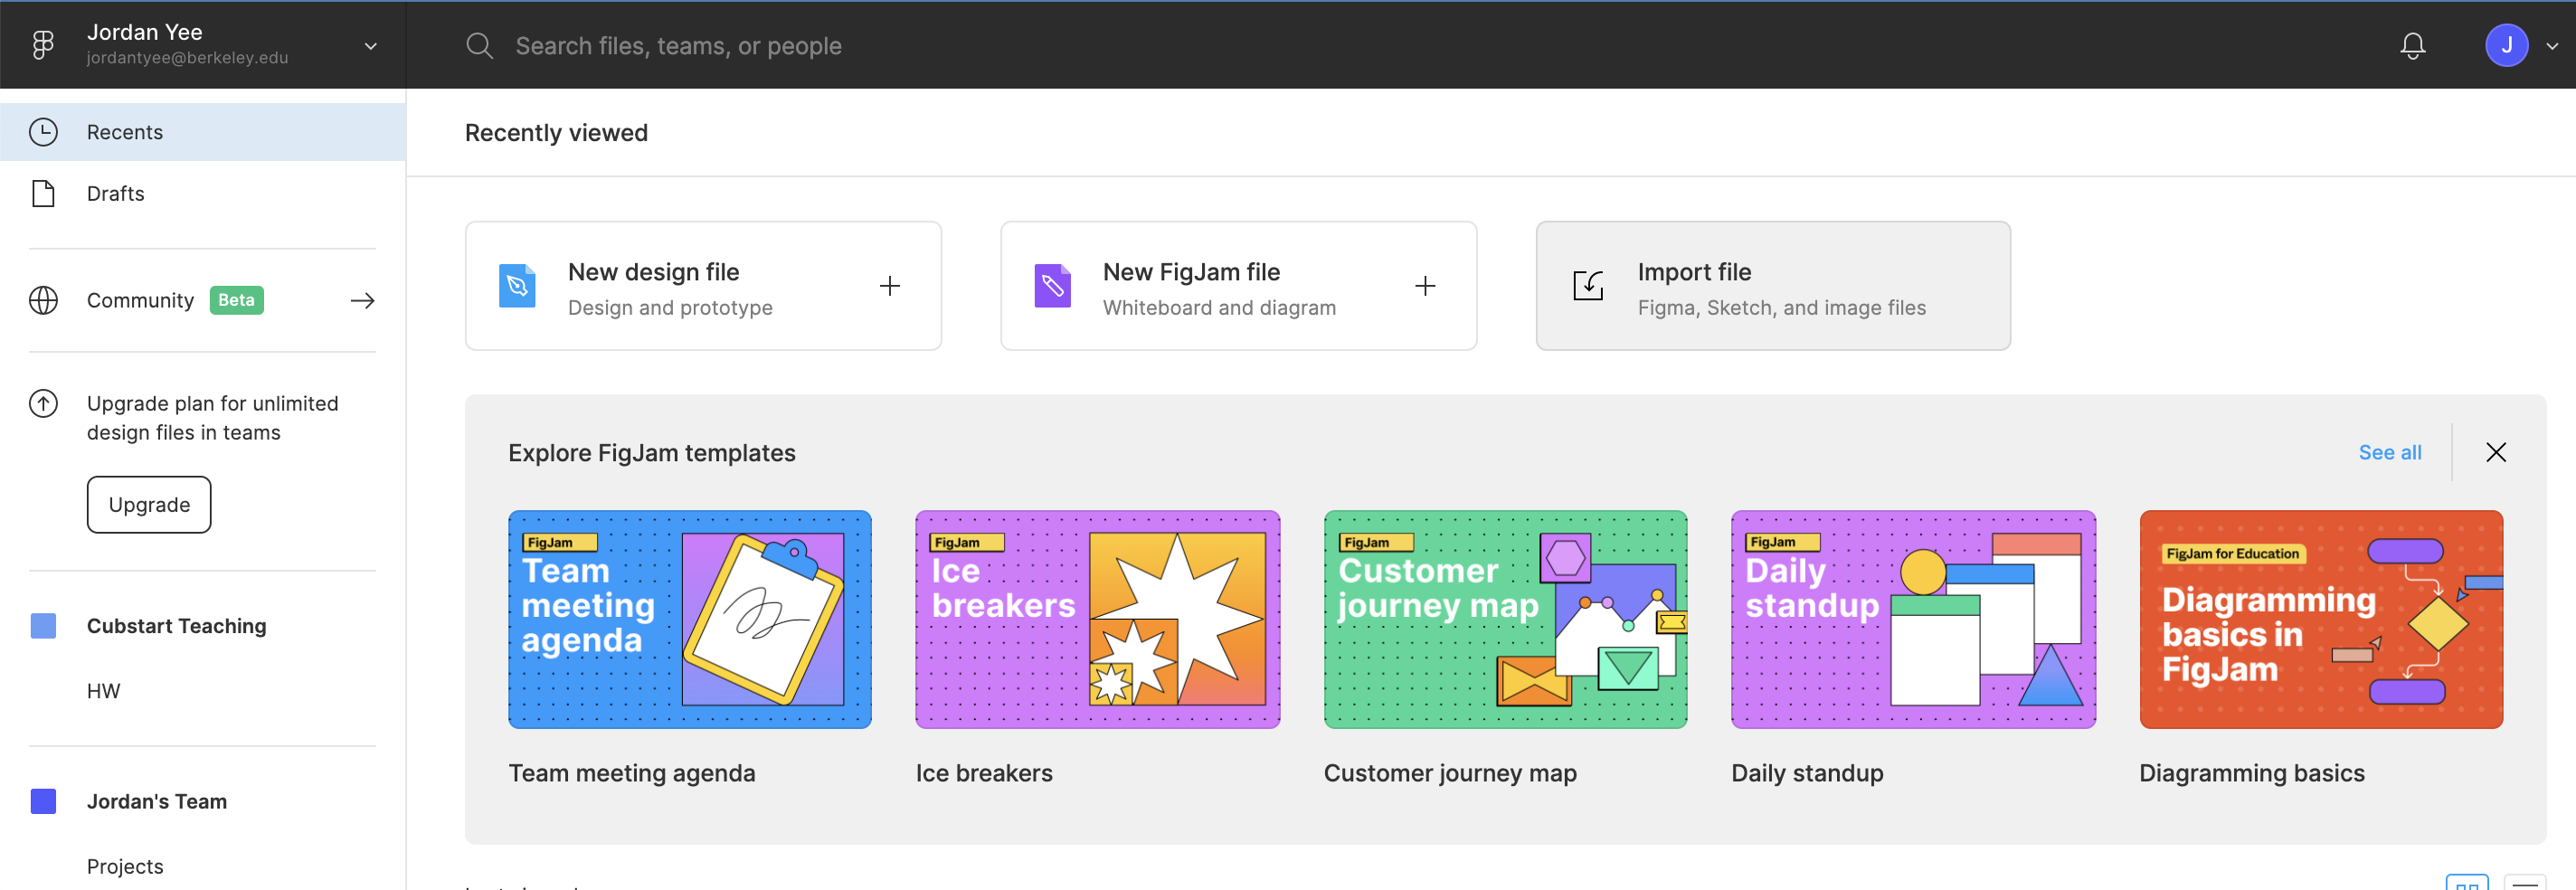 Jordan Yee
jordantyee@berkeley.edu
Search files, teams, or people
J
Recents
Drafts
Community Beta
Upgrade plan for unlimited
design files in teams
Upgrade
Cubstart Teaching
HW
Jordan's Team
Projects
Recently viewed
New design file
Design and prototype
New FigJam file
Whiteboard and diagram
Import file
Figma, Sketch, and image files
Explore FigJam templates
See all
FigJam
Team
meeting
agenda
Team meeting agenda
FigJam
Ice
breakers
Ice breakers
FigJam
Customer
journey map
Customer journey map
FigJam
Daily
standup
Daily standup
FigJam for Education
Diagramming
basics in
FigJam
Diagramming basics